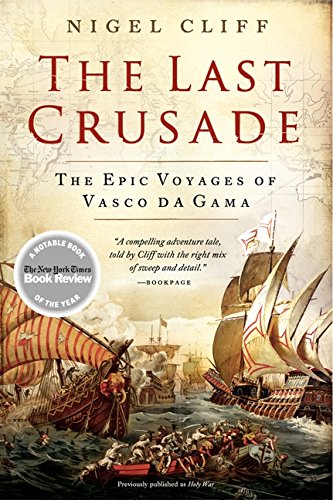 NIGEL CLIFF
THE LAST
CRUSADE
THE EPIC VOYAGES OF
VASCO DA GAMA
"A compelling adventure tale,
told by Cliff with the right mix
of sweep and detail."
—BOOKPAGE
A NOTABLE BOOK
The New York Times
Book Review
OF THE YEAR
Previously published as Holy War